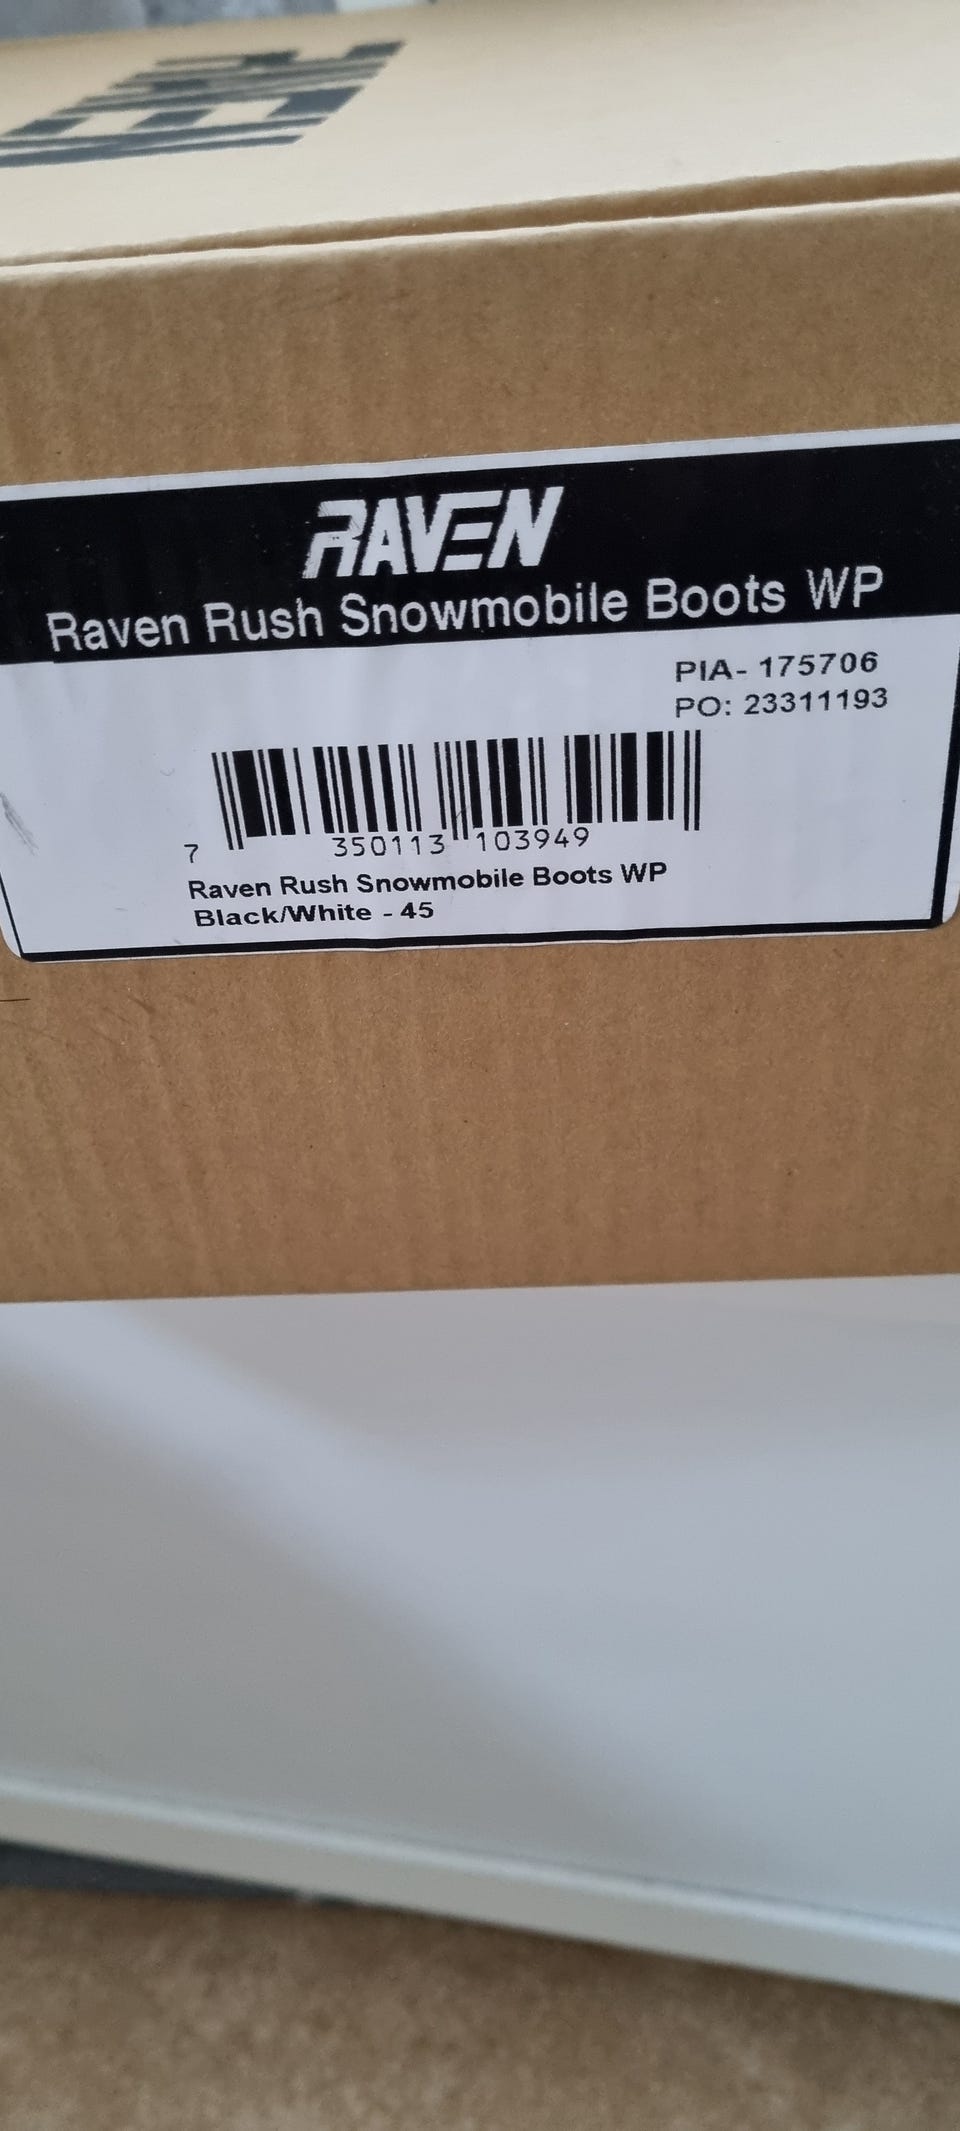 RAVEN
Raven Rush Snowmobile Boots WP
PIA- 175706
PO: 23311193
7 350113 103949
Raven Rush Snowmobile Boots WP
Black/White - 45